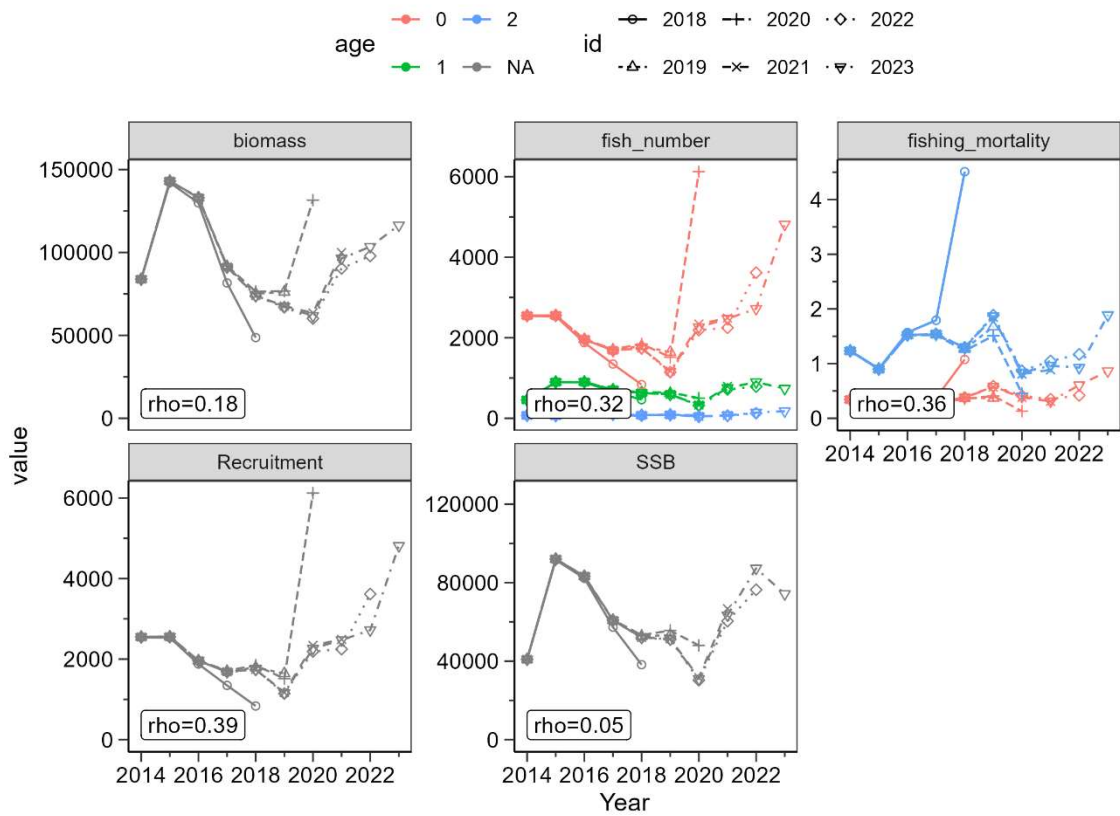 age 0 2 id 2018 2020 2022
1 NA 2019 2021 2023
biomass fish_number fishing_mortality
150000 6000 4
100000 4000 3
50000 2000 2
0 0 1
0
rho=0.18 rho=0.32 rho=0.36
2014 2016 2018 2020 2022
value
Recruitment SSB
6000 120000
4000 80000
2000 40000
0 0
rho=0.39 rho=0.05
2014 2016 2018 2020 2022 2014 2016 2018 2020 2022
Year